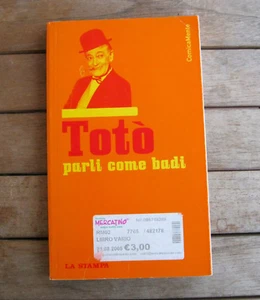 ComicaMente
Totò
parli come badi
MERCATINO
LIBRO VARIO
€3,00
LA STAMPA